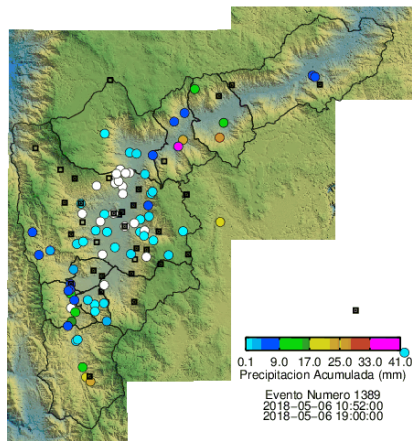 0.1 9.0 17.0 25.0 33.0 41.0
Precipitacion Acumulada (mm)
Evento Numero 1389
2018-05-06 10:52:00
2018-05-06 19:00:00